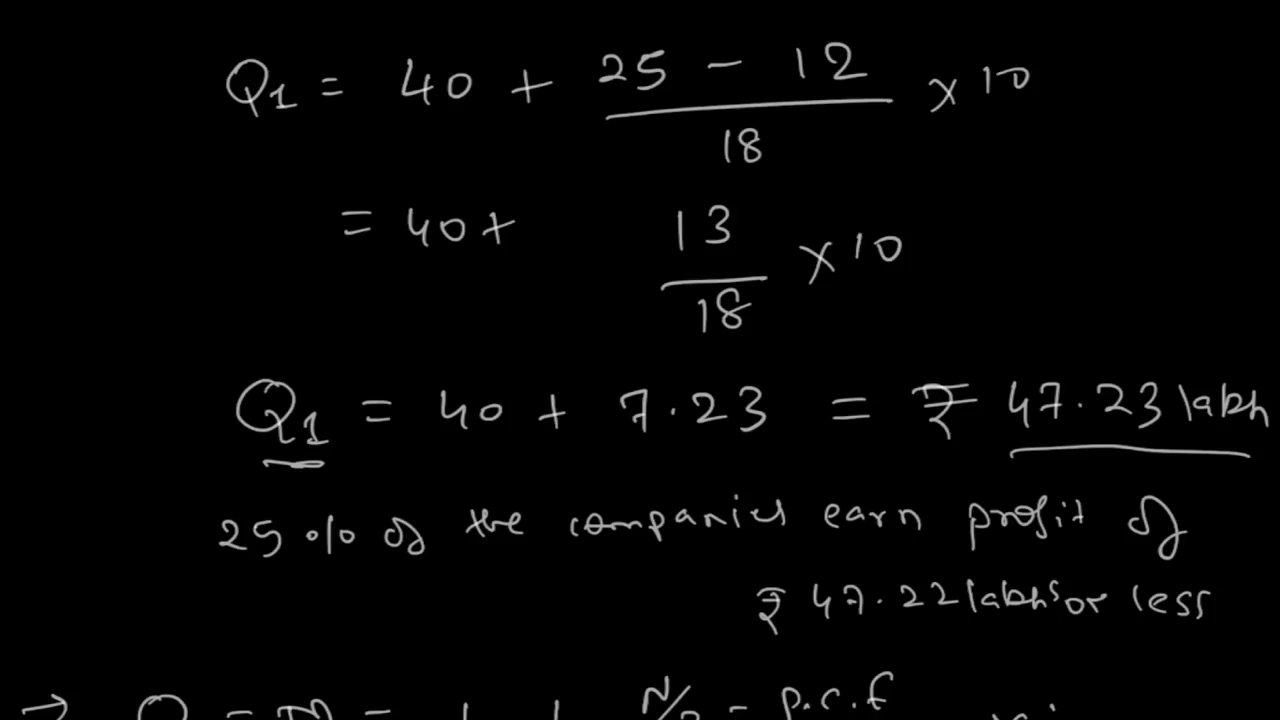 Q1 = 40 + 25 - 12 / 18 × 10
= 40 + 13 / 18 × 10
Q1 = 40 + 7.23 = ₹ 47.23 lakh
25 % of the companies earn profit of
₹ 47.22 lakhs or less
→ = = N/2 - p.c.f